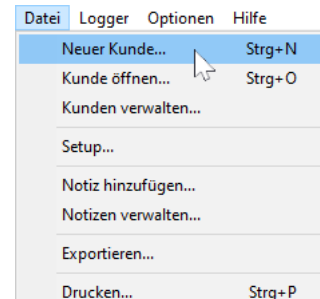 Datei Logger Optionen Hilfe
Neuer Kunde... Strg+N
Kunde öffnen... Strg+O
Kunden verwalten...
Setup...
Notiz hinzufügen...
Notizen verwalten...
Exportieren...
Drucken... Strg+P